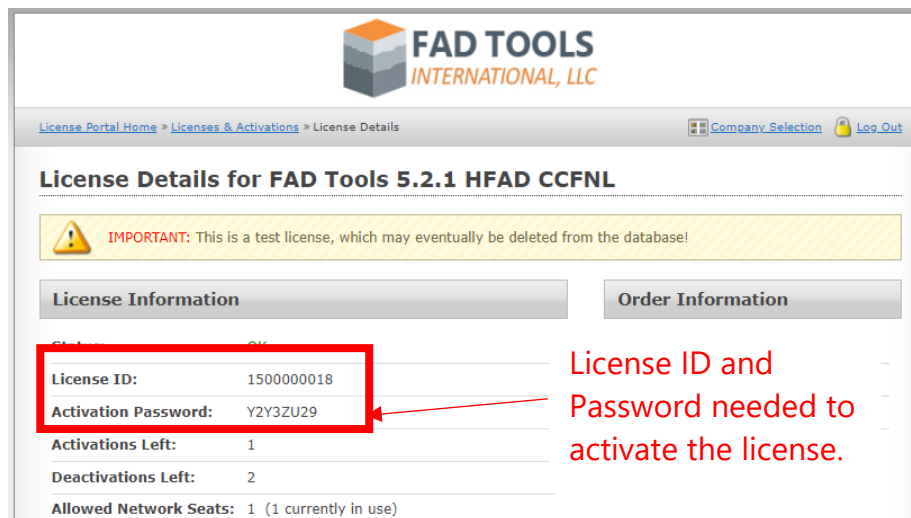 FAD TOOLS
INTERNATIONAL, LLC
License Portal Home » Licenses & Activations » License Details
Company Selection
Log Out
License Details for FAD Tools 5.2.1 HFAD CCFNL
IMPORTANT: This is a test license, which may eventually be deleted from the database!
License Information
Order Information
License ID: 1500000018
Activation Password: Y2Y3ZU29
Activations Left: 1
Deactivations Left: 2
Allowed Network Seats: 1 (1 currently in use)
License ID and
Password needed to
activate the license.